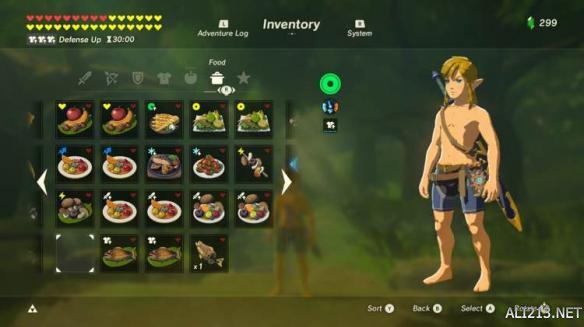 L
Adventure Log
Inventory
R
System
299
Defense Up 30:00
Food
R
x1
Sort Y
Back B
Select A
ALI213.NET